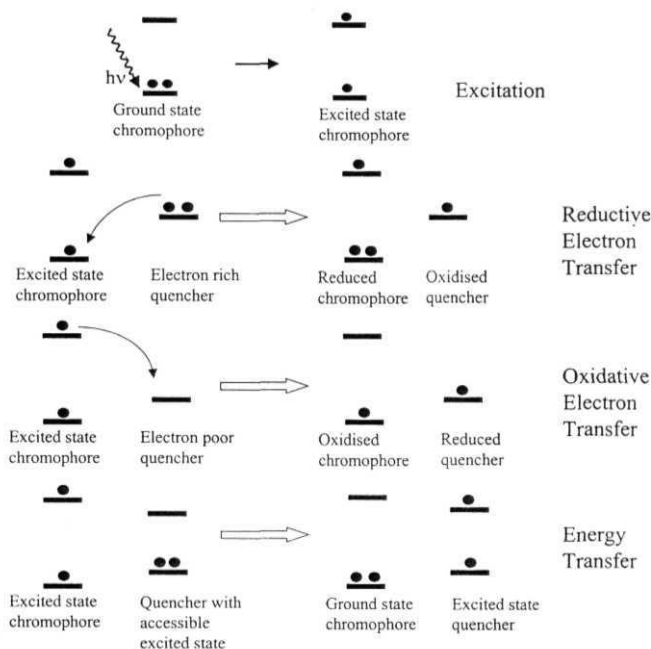 hν
Ground state
chromophore
Excited state
chromophore
Excitation
Excited state
chromophore
Electron rich
quencher
Reduced
chromophore
Oxidised
quencher
Reductive
Electron
Transfer
Excited state
chromophore
Electron poor
quencher
Oxidised
chromophore
Reduced
quencher
Oxidative
Electron
Transfer
Excited state
chromophore
Quencher with
accessible
excited state
Ground state
chromophore
Excited state
quencher
Energy
Transfer